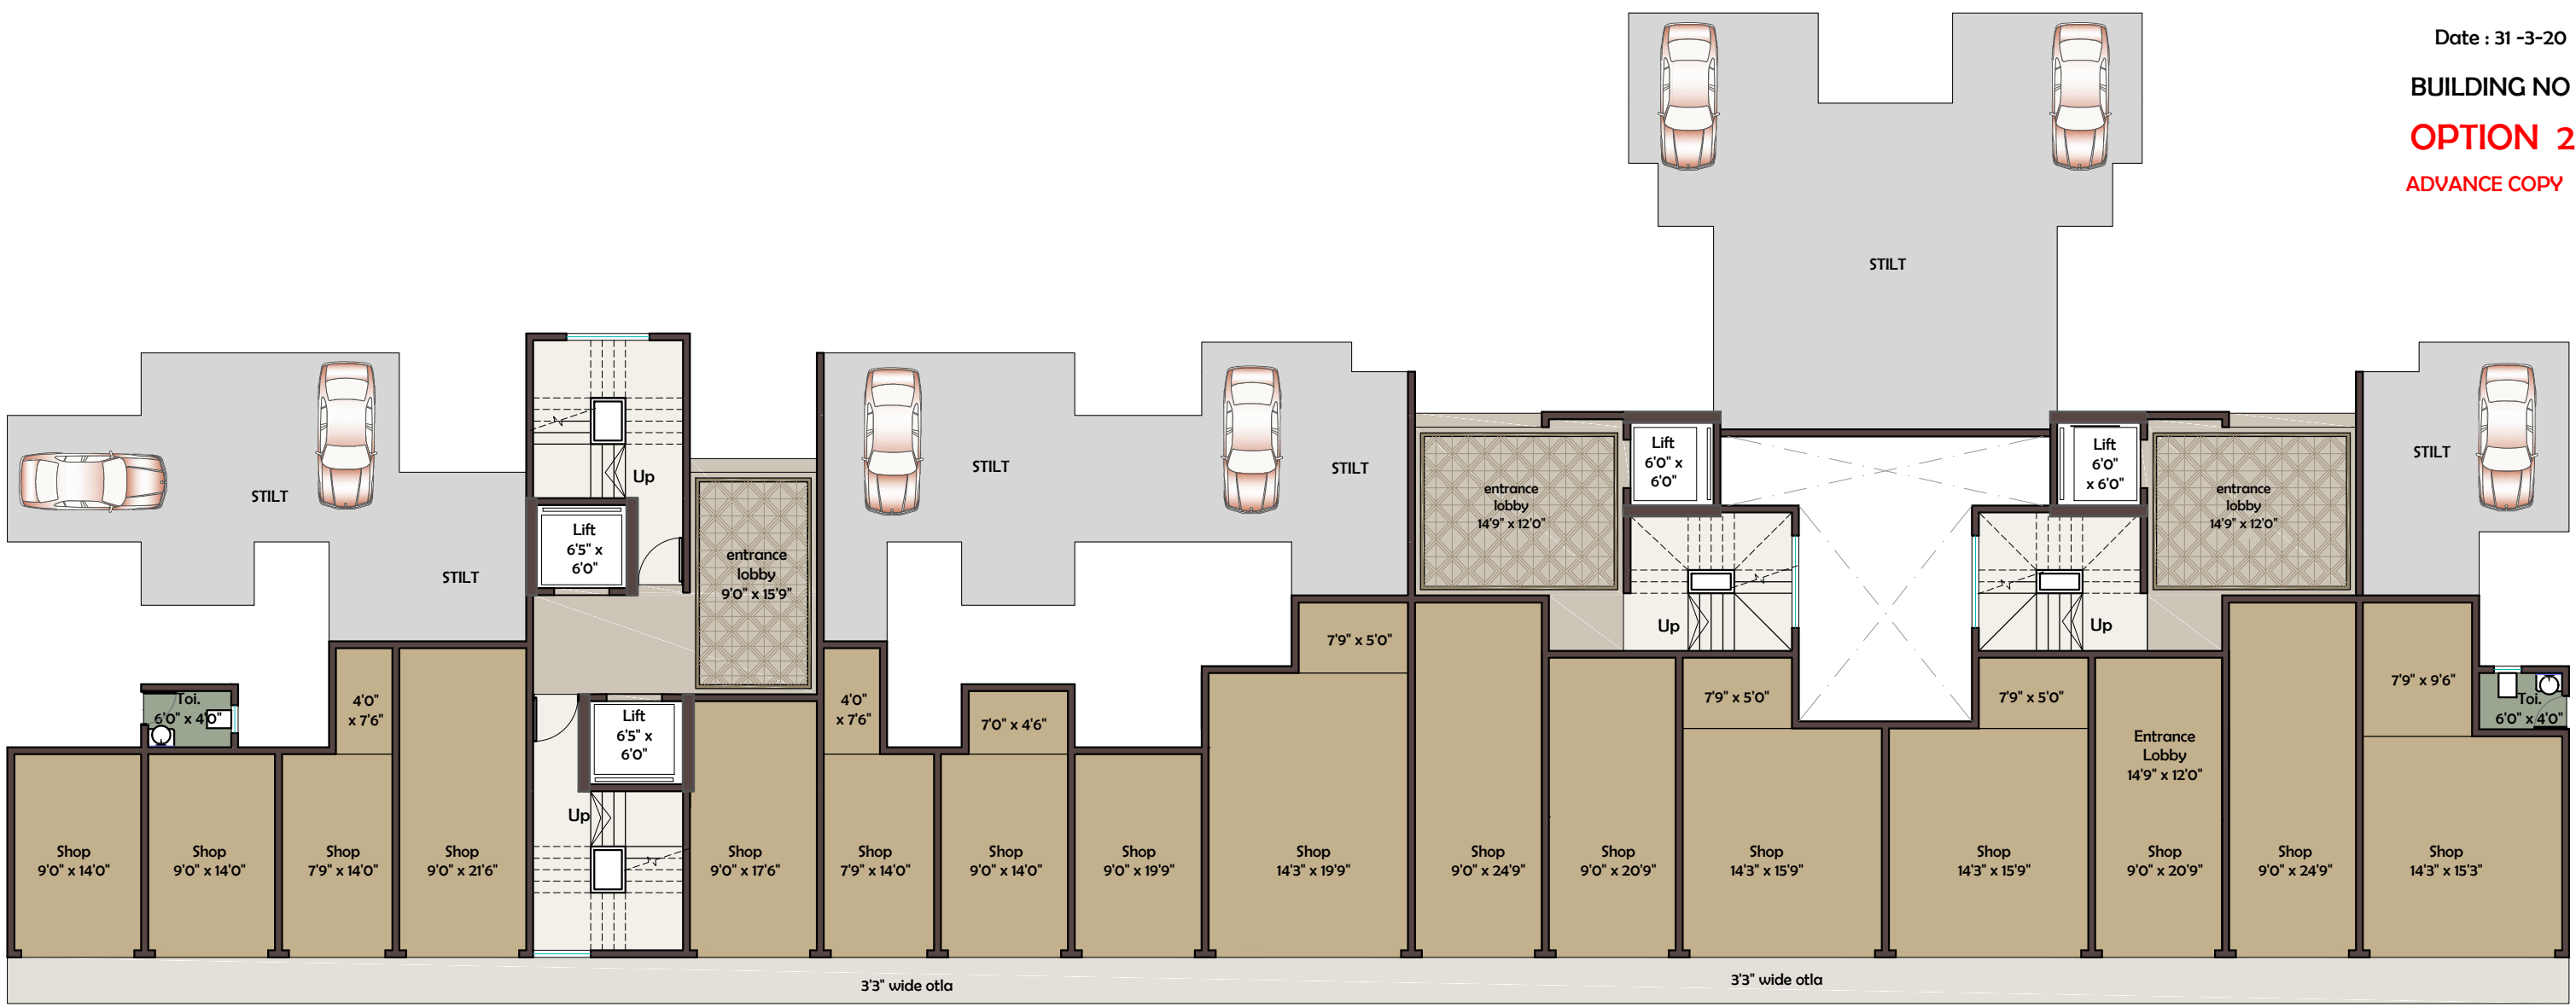 Date : 31 -3-20
BUILDING NO
OPTION 2
ADVANCE COPY
STILT
STILT
STILT
Up
Lift
6'5" x
6'0"
entrance
lobby
9'0" x 15'9"
STILT
STILT
entrance
lobby
14'9" x 12'0"
Lift
6'0" x
6'0"
Lift
6'0"
x 6'0"
entrance
lobby
14'9" x 12'0"
STILT
Up
Up
Toi.
6'0" x 4'0"
4'0"
x 7'6"
Lift
6'5" x
6'0"
Up
4'0"
x 7'6"
7'0" x 4'6"
7'9" x 5'0"
7'9" x 5'0"
7'9" x 5'0"
Entrance
Lobby
14'9" x 12'0"
7'9" x 9'6"
Toi.
6'0" x 4'0"
Shop
9'0" x 14'0"
Shop
9'0" x 14'0"
Shop
7'9" x 14'0"
Shop
9'0" x 21'6"
Shop
9'0" x 17'6"
Shop
7'9" x 14'0"
Shop
9'0" x 14'0"
Shop
9'0" x 19'9"
Shop
14'3" x 19'9"
Shop
9'0" x 24'9"
Shop
9'0" x 20'9"
Shop
14'3" x 15'9"
Shop
14'3" x 15'9"
Shop
9'0" x 20'9"
Shop
9'0" x 24'9"
Shop
14'3" x 15'3"
3'3" wide otla
3'3" wide otla